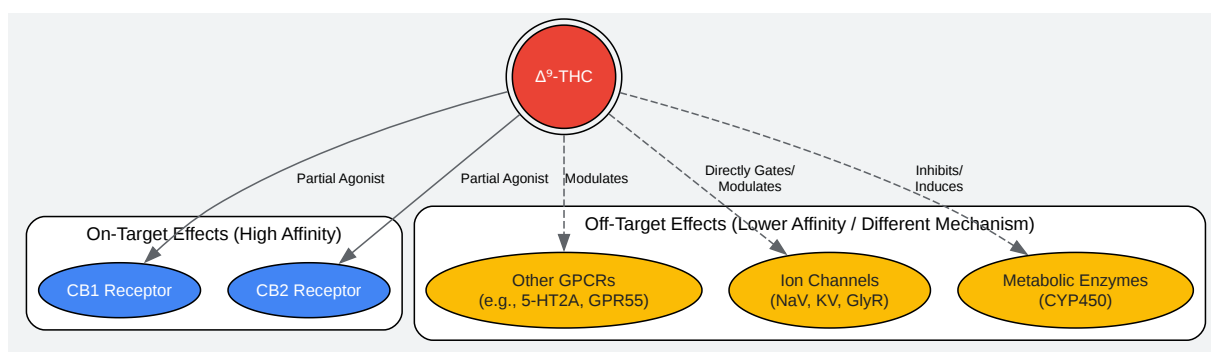 Δ⁹-THC
Partial Agonist
Partial Agonist
Modulates
Directly Gates/
Modulates
Inhibits/
Induces
On-Target Effects (High Affinity)
CB1 Receptor
CB2 Receptor
Off-Target Effects (Lower Affinity / Different Mechanism)
Other GPCRs
(e.g., 5-HT2A, GPR55)
Ion Channels
(NaV, KV, GlyR)
Metabolic Enzymes
(CYP450)